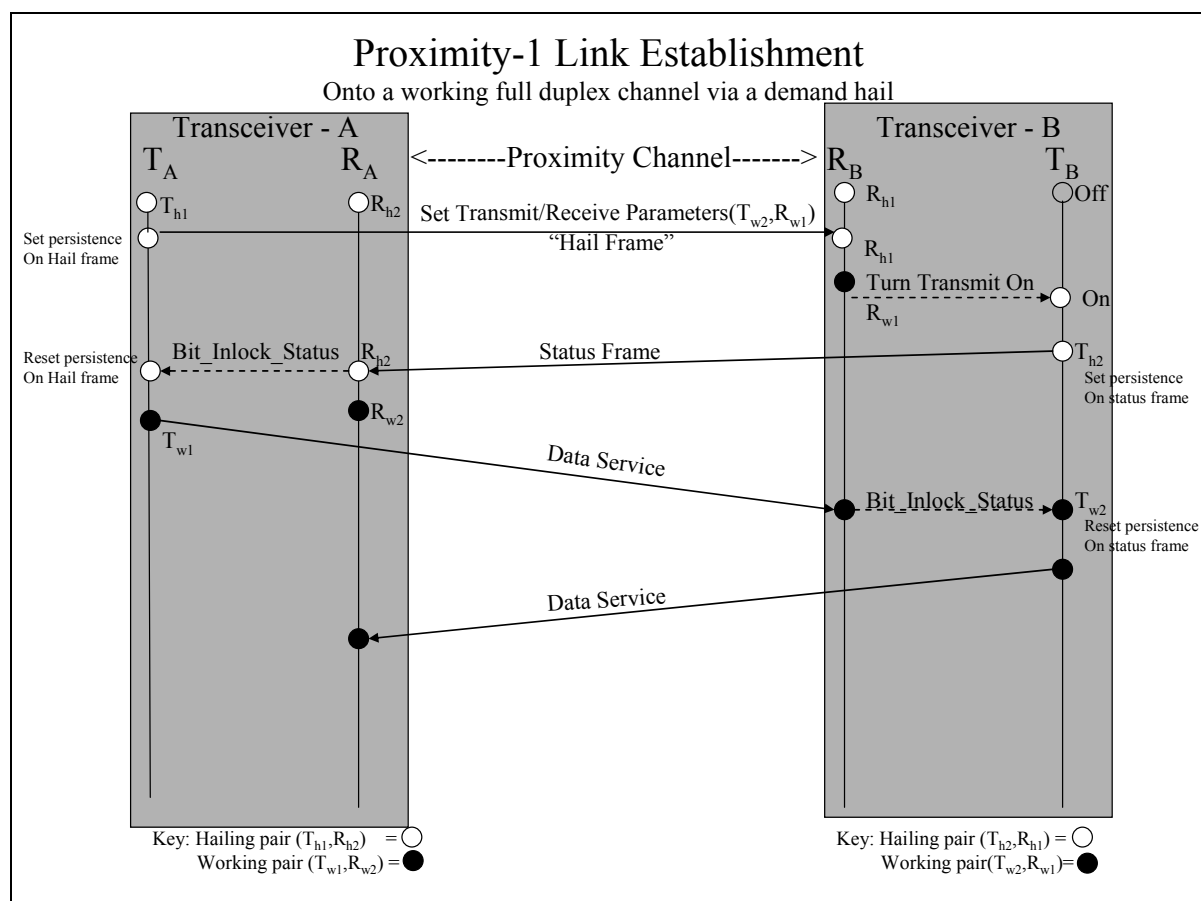 Proximity-1 Link Establishment
Onto a working full duplex channel via a demand hail
Transceiver - A
Transceiver - B
T_A
R_A
<--------Proximity Channel------->
R_B
T_B
T_h1
R_h2
R_h1
Off
Set Transmit/Receive Parameters(T_w2,R_w1)
Set persistence
On Hail frame
“Hail Frame”
R_h1
Turn Transmit On
On
R_w1
Reset persistence
On Hail frame
Bit_Inlock_Status
R_h2
Status Frame
T_h2
Set persistence
On status frame
R_w2
T_w1
Data Service
Bit_Inlock_Status
T_w2
Reset persistence
On status frame
Data Service
Key: Hailing pair (T_h1,R_h2) =
Working pair (T_w1,R_w2) =
Key: Hailing pair (T_h2,R_h1) =
Working pair(T_w2,R_w1)=